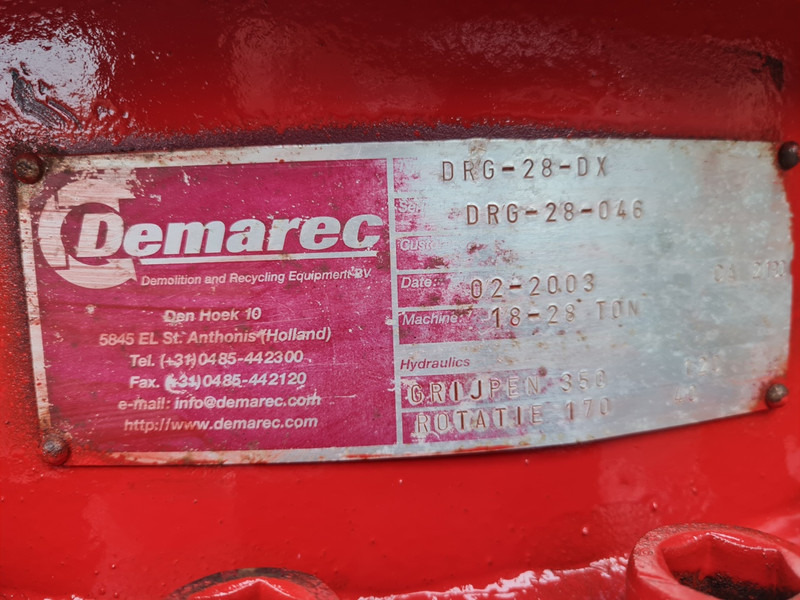 Demarec
Demolition and Recycling Equipment BV
Den Hoek 10
5845 EL St. Anthonis (Holland)
Tel. (+31)0485-442300
Fax. (+31)0485-442120
e-mail: info@demarec.com
http://www.demarec.com
DRG-28-DX
DRG-28-046
Date: 02-2003
Machine: 18-28 TON
Hydraulics
GRIJPEN 350
ROTATIE 170